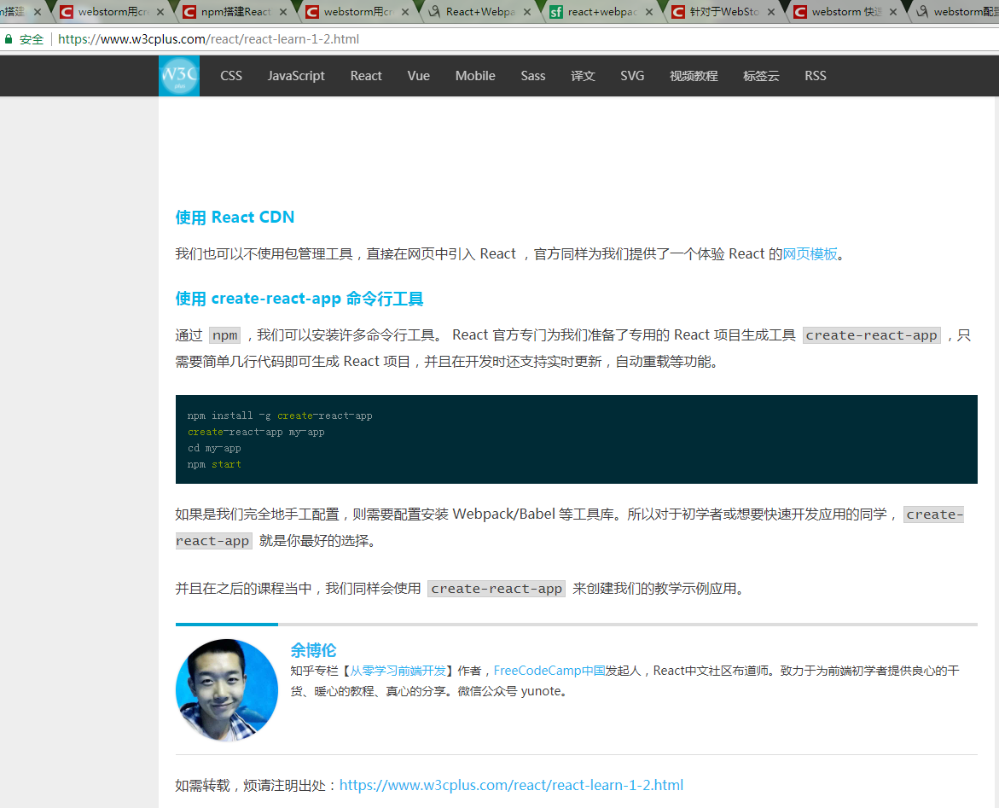 m搭建
webstorm用cr
npm搭建React
webstorm用cr
React+Webpa
react+webpac
针对于WebSto
webstorm 快速
webstorm配置
安全 https://www.w3cplus.com/react/react-learn-1-2.html
W3C plus CSS JavaScript React Vue Mobile Sass 译文 SVG 视频教程 标签云 RSS
使用 React CDN
我们也可以不使用包管理工具，直接在网页中引入 React ，官方同样为我们提供了一个体验 React 的网页模板。
使用 create-react-app 命令行工具
通过 npm ，我们可以安装许多命令行工具。 React 官方专门为我们准备了专用的 React 项目生成工具 create-react-app ，只
需要简单几行代码即可生成 React 项目，并且在开发时还支持实时更新，自动重载等功能。
npm install -g create-react-app
create-react-app my-app
cd my-app
npm start
如果是我们完全地手工配置，则需要配置安装 Webpack/Babel 等工具库。所以对于初学者或想要快速开发应用的同学， create-
react-app 就是你最好的选择。
并且在之后的课程当中，我们同样会使用 create-react-app 来创建我们的教学示例应用。
余博伦
知乎专栏【从零学习前端开发】作者，FreeCodeCamp中国发起人，React中文社区布道师。致力于为前端初学者提供良心的干
货、暖心的教程、真心的分享。微信公众号 yunote。
如需转载，烦请注明出处：https://www.w3cplus.com/react/react-learn-1-2.html